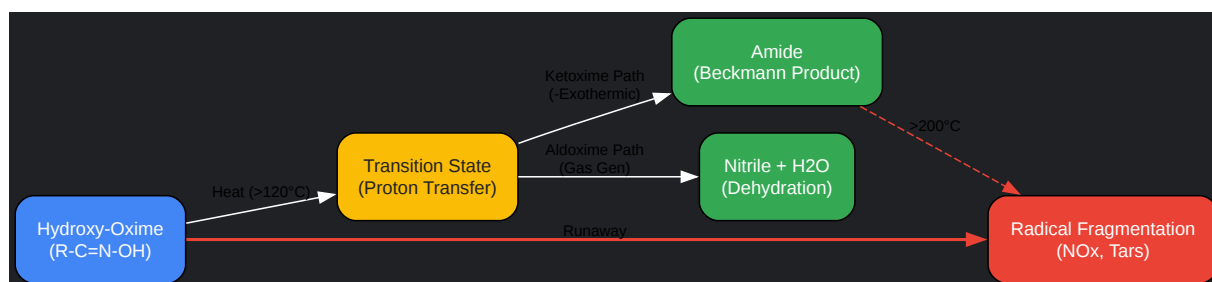 Amide
(Beckmann Product)
Ketoxime Path
(-Exothermic)
>200°C
Transition State
(Proton Transfer)
Aldoxime Path
(Gas Gen)
Nitrile + H2O
(Dehydration)
Heat (>120°C)
Hydroxy-Oxime
(R-C=N-OH)
Runaway
Radical Fragmentation
(NOx, Tars)